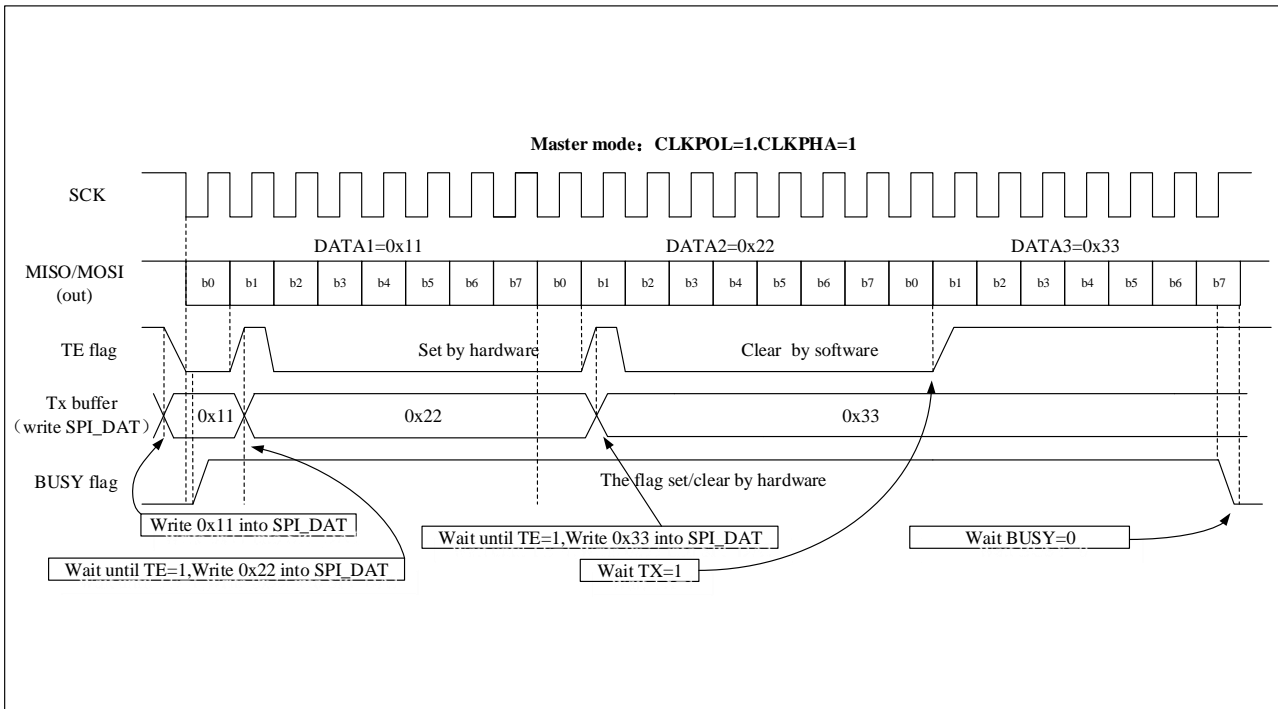 Master mode：CLKPOL=1.CLKPHA=1
SCK
DATA1=0x11 DATA2=0x22 DATA3=0x33
MISO/MOSI
(out)
b0 b1 b2 b3 b4 b5 b6 b7 b0 b1 b2 b3 b4 b5 b6 b7 b0 b1 b2 b3 b4 b5 b6 b7
TE flag Set by hardware Clear by software
Tx buffer
（write SPI_DAT）
0x11 0x22 0x33
BUSY flag The flag set/clear by hardware
Write 0x11 into SPI_DAT
Wait until TE=1,Write 0x33 into SPI_DAT
Wait BUSY=0
Wait until TE=1,Write 0x22 into SPI_DAT
Wait TX=1